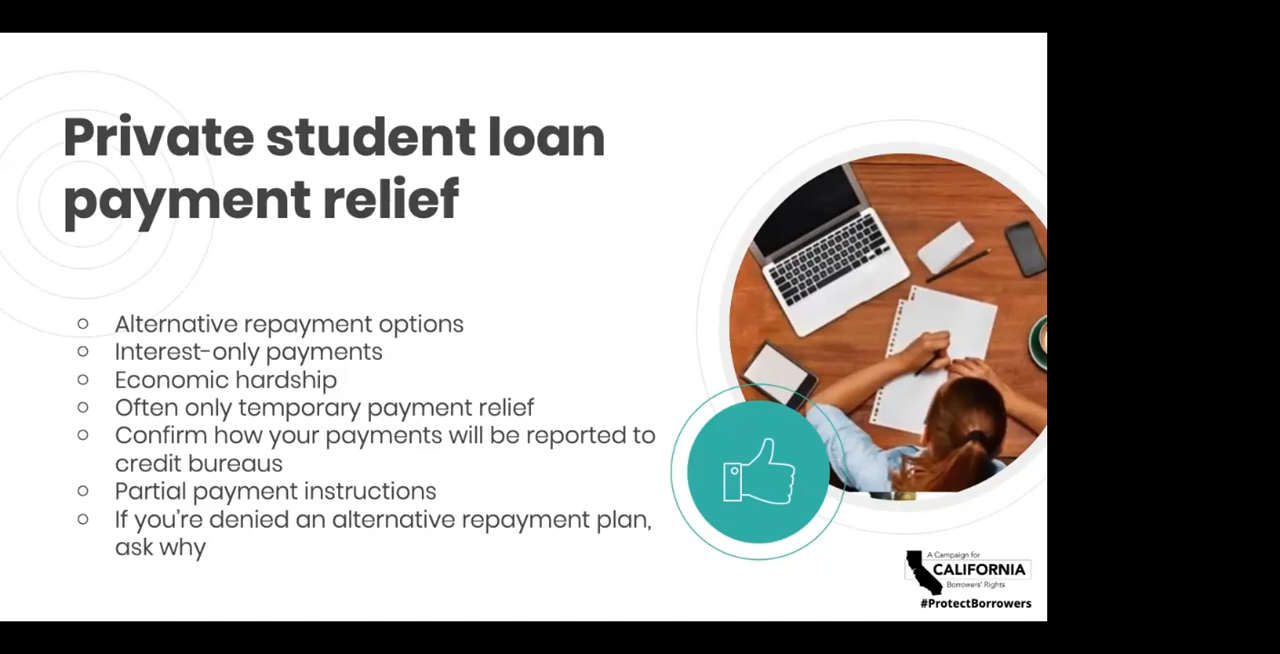 Private student loan
payment relief
○ Alternative repayment options
○ Interest-only payments
○ Economic hardship
○ Often only temporary payment relief
○ Confirm how your payments will be reported to
credit bureaus
○ Partial payment instructions
○ If you're denied an alternative repayment plan,
ask why
A Campaign for
CALIFORNIA
Borrowers' Rights
#ProtectBorrowers